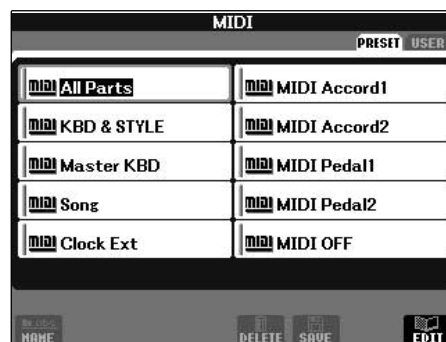 MIDI
PRESET USER
MIDI All Parts
MIDI MIDI Accord1
MIDI KBD & STYLE
MIDI MIDI Accord2
MIDI Master KBD
MIDI MIDI Pedal1
MIDI Song
MIDI MIDI Pedal2
MIDI Clock Ext
MIDI MIDI OFF
NAME
DELETE SAVE
EDIT